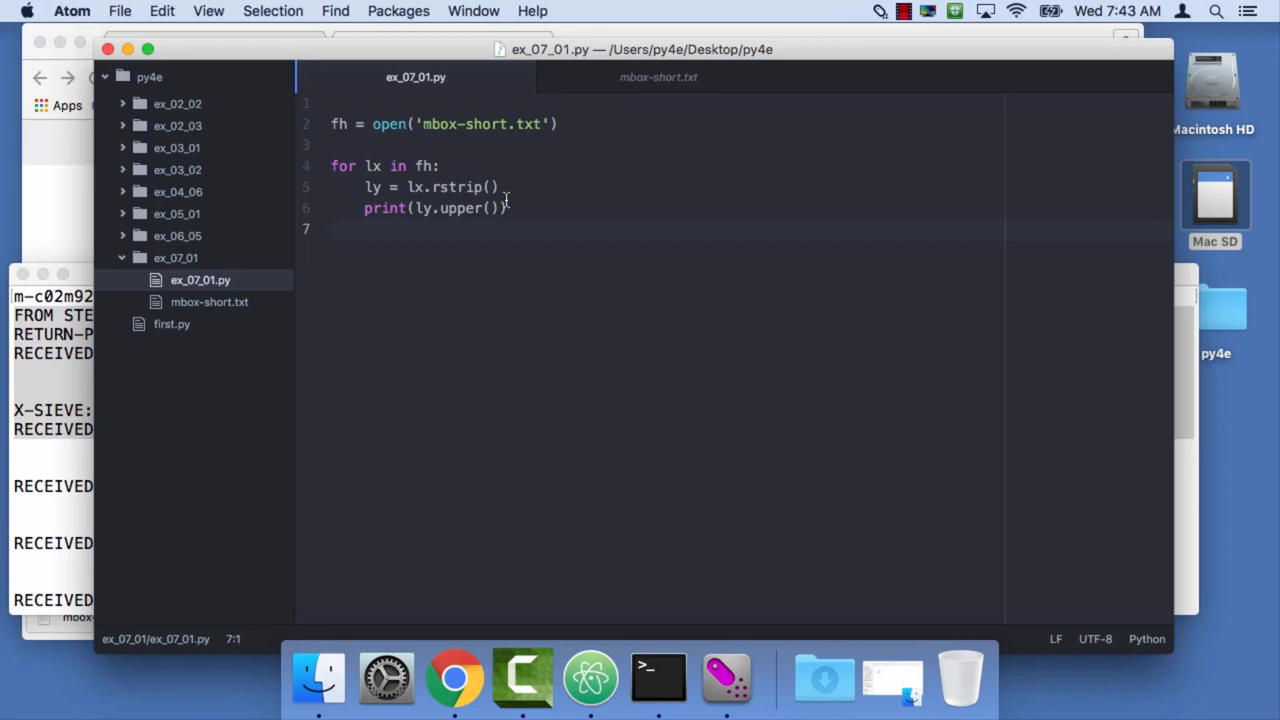 Atom File Edit View Selection Find Packages Window Help Wed 7:43 AM
ex_07_01.py — /Users/py4e/Desktop/py4e
Apps
py4e
ex_02_02
ex_02_03
ex_03_01
ex_03_02
ex_04_06
ex_05_01
ex_06_05
ex_07_01
ex_07_01.py
mbox-short.txt
first.py
ex_07_01.py mbox-short.txt
1
2 fh = open('mbox-short.txt')
3
4 for lx in fh:
5 ly = lx.rstrip()
6 print(ly.upper())
7
ex_07_01/ex_07_01.py 7:1 LF UTF-8 Python
m-c02m92
FROM STE
RETURN-P
RECEIVED
X-SIEVE:
RECEIVED
RECEIVED
RECEIVED
RECEIVED
mbox-
Macintosh HD
Mac SD
py4e
>_